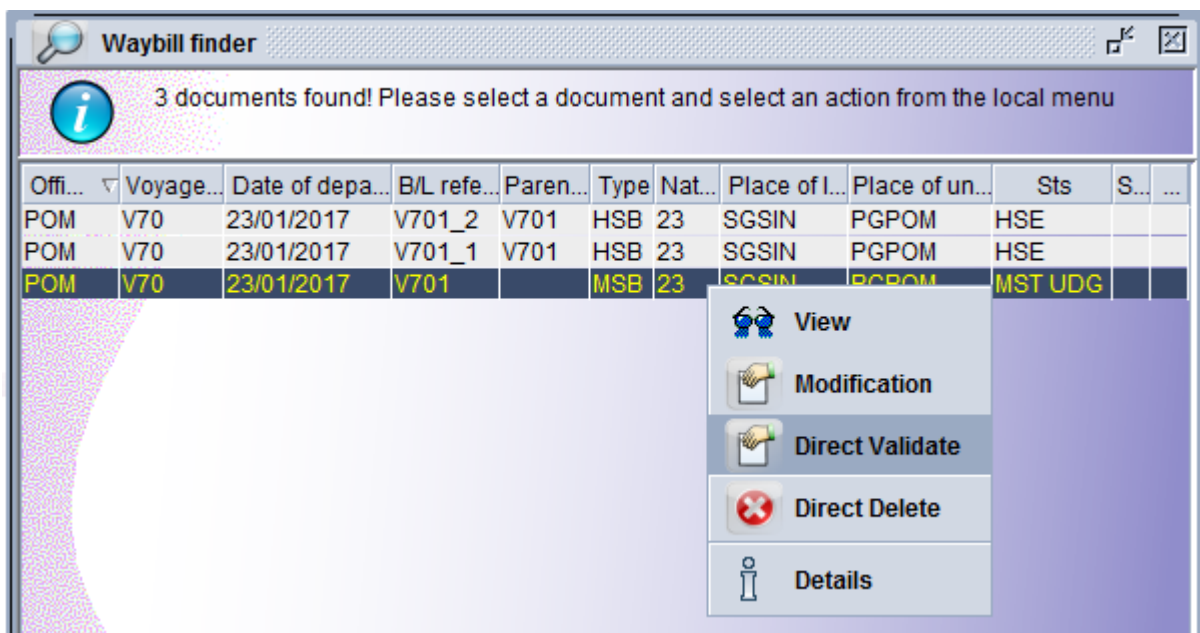 Waybill finder
3 documents found! Please select a document and select an action from the local menu
Offi... Voyage... Date of depa... B/L refe... Paren... Type Nat... Place of l... Place of un... Sts S... ...
POM V70 23/01/2017 V701_2 V701 HSB 23 SGSIN PGPOM HSE
POM V70 23/01/2017 V701_1 V701 HSB 23 SGSIN PGPOM HSE
POM V70 23/01/2017 V701 MSB 23 SGSIN PGPOM MST UDG
View
Modification
Direct Validate
Direct Delete
Details